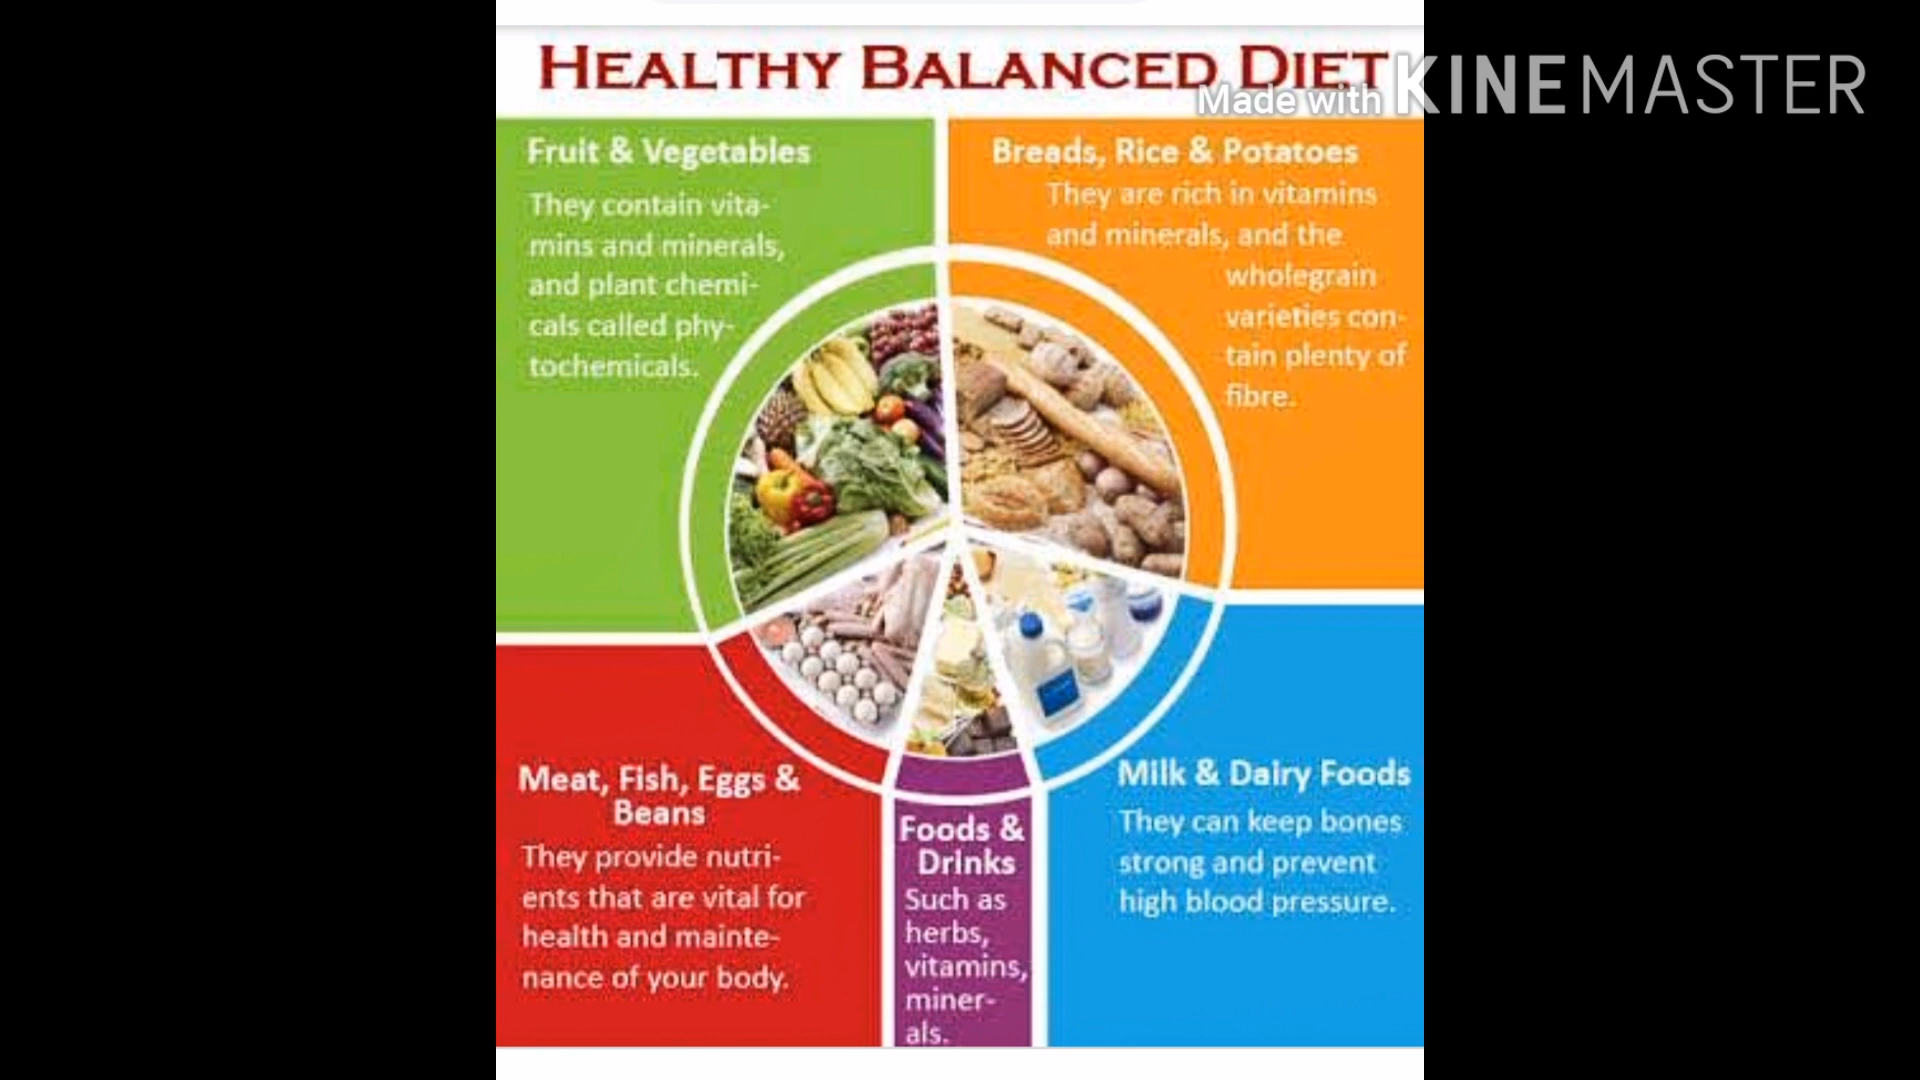 HEALTHY BALANCED DIET
Made with KINEMASTER
Fruit & Vegetables
They contain vita-
mins and minerals,
and plant chemi-
cals called phy-
tochemicals.
Breads, Rice & Potatoes
They are rich in vitamins
and minerals, and the
wholegrain
varieties con-
tain plenty of
fibre.
Meat, Fish, Eggs &
Beans
They provide nutri-
ents that are vital for
health and mainte-
nance of your body.
Foods &
Drinks
Such as
herbs,
vitamins,
miner-
als.
Milk & Dairy Foods
They can keep bones
strong and prevent
high blood pressure.